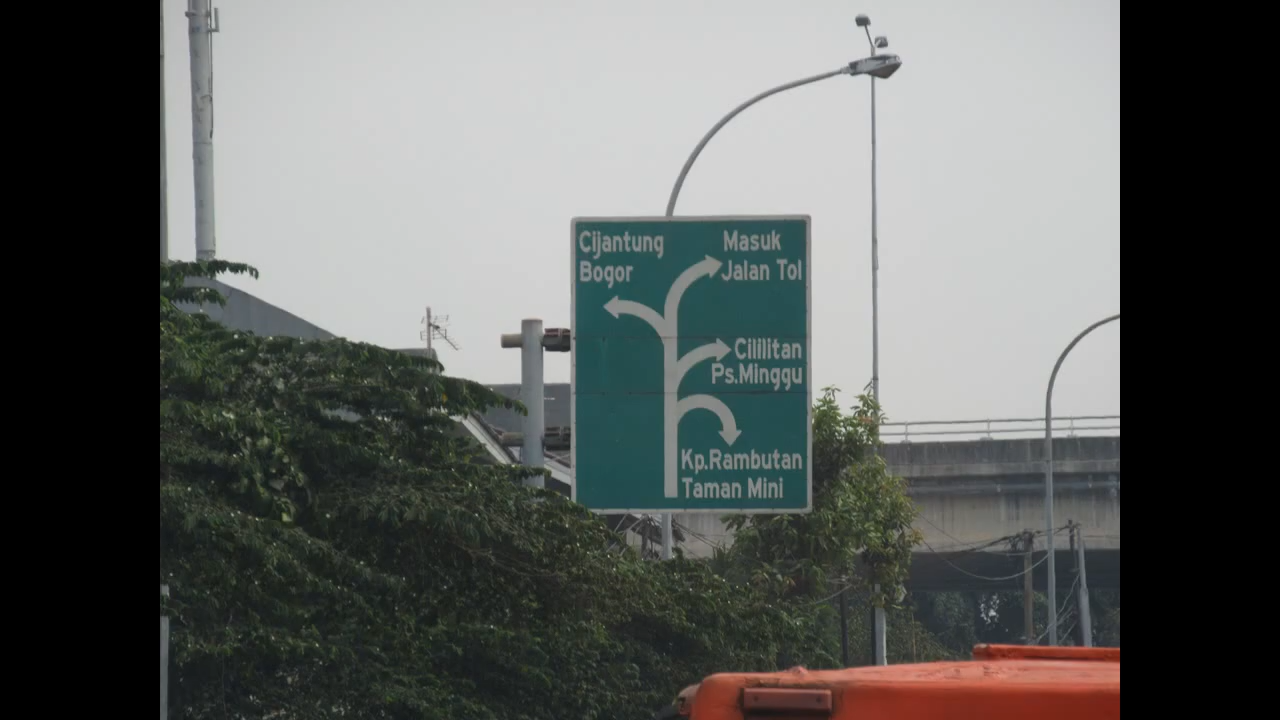 Cijantung
Bogor
Masuk
Jalan Tol
Cililitan
Ps.Minggu
Kp.Rambutan
Taman Mini